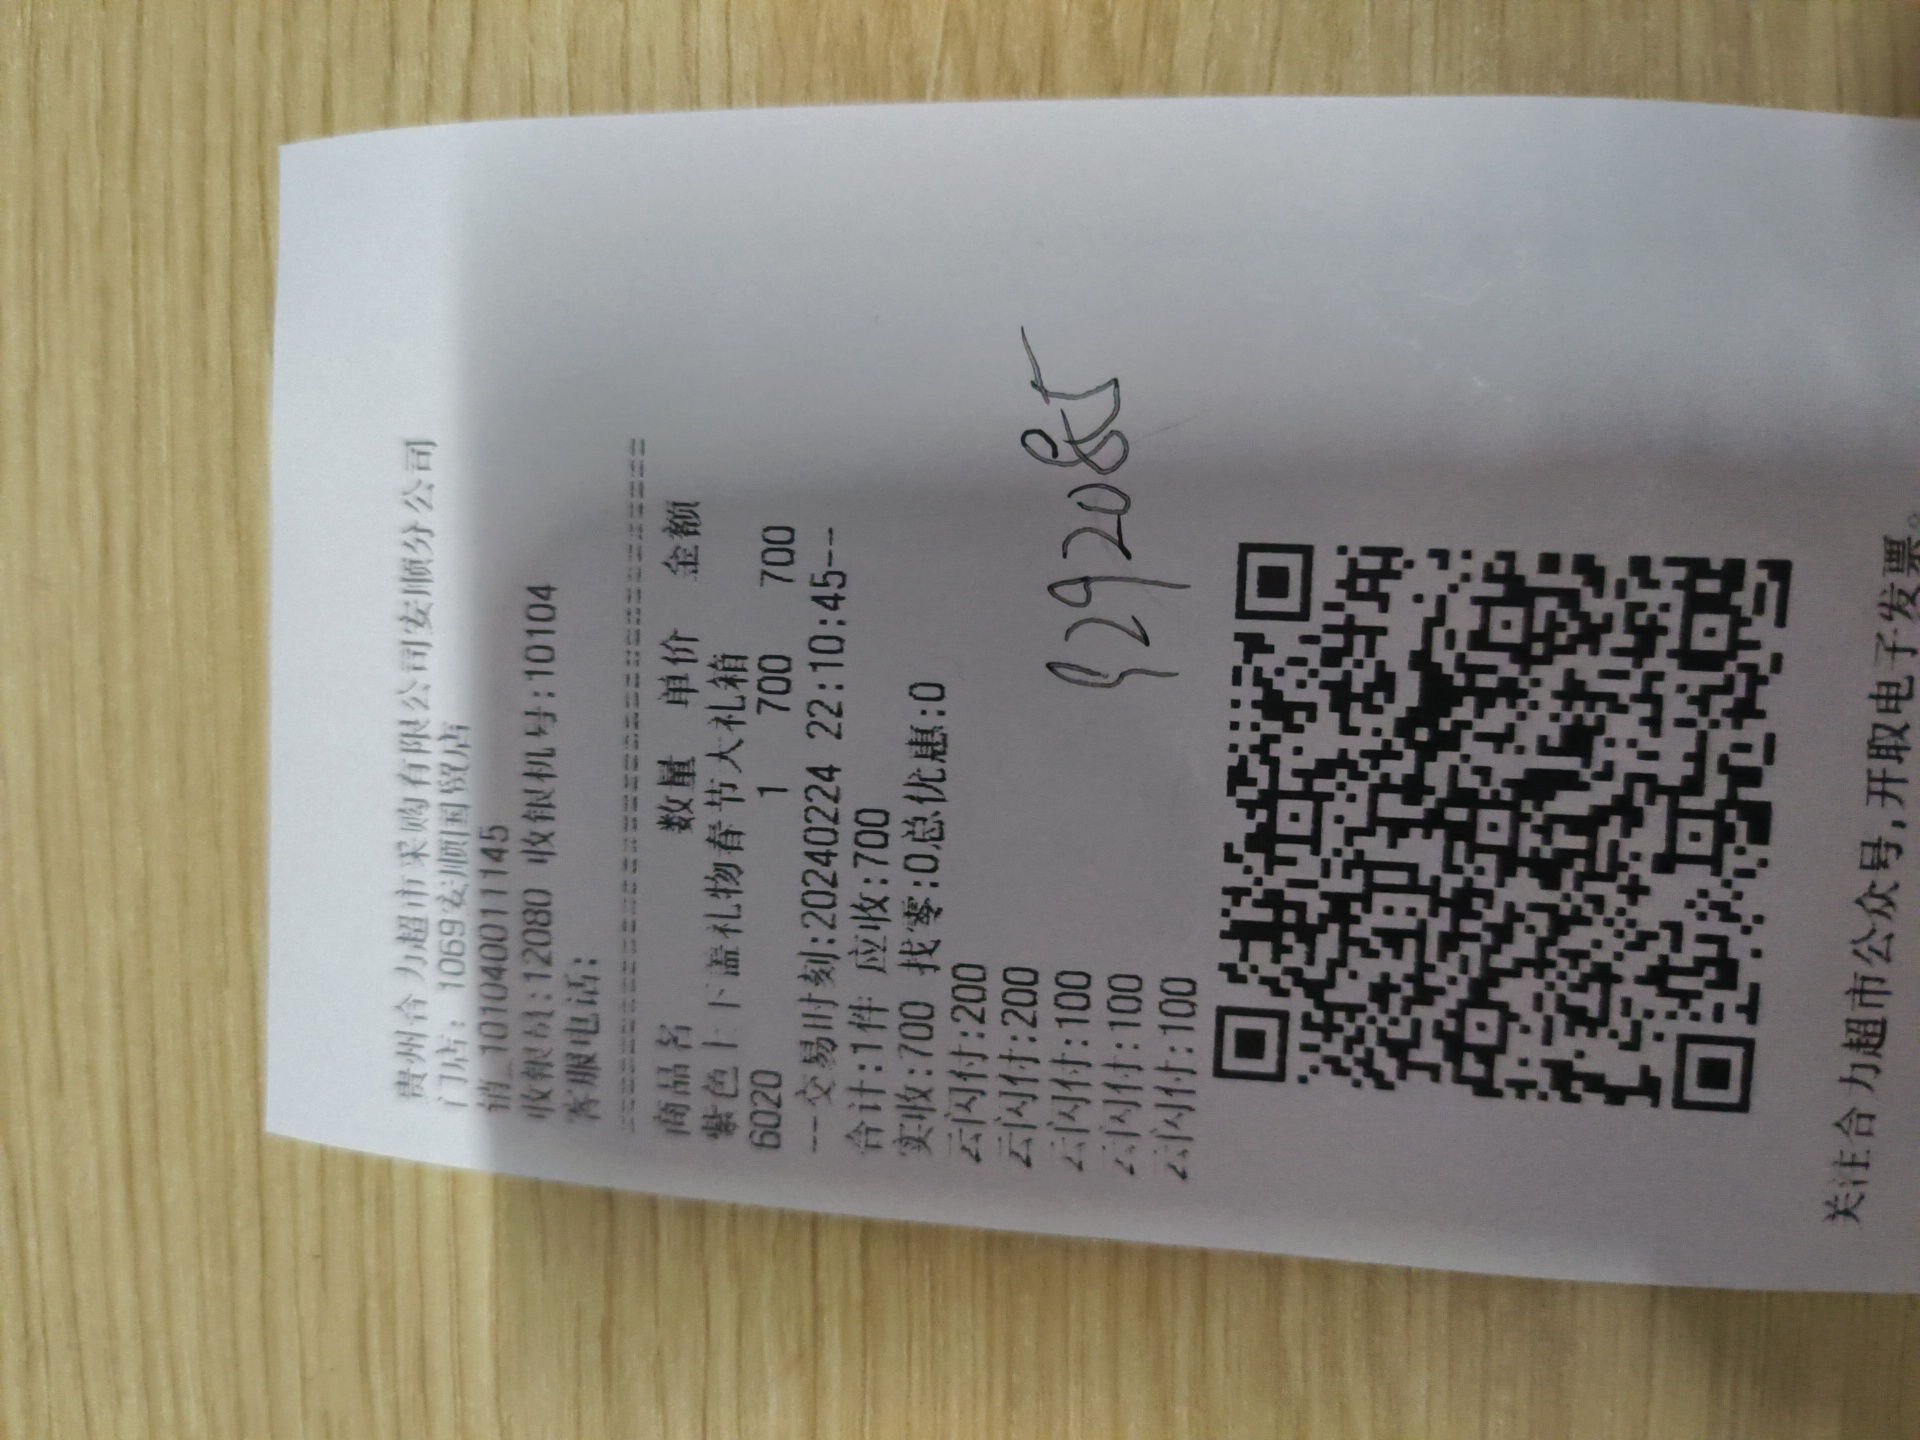 贵州合力超市采购有限公司安顺分公司
门店: 1069安顺国贸店
销_1010400011145
收银员:12080 收银机号:10104
客服电话:
==============================
商品名 数量 单价 金额
紫色上下盖礼物春节大礼箱
6020 1 700 700
--交易时刻:20240224 22:10:45--
合计:1件 应收:700
实收:700 找零:0总优惠:0
云闪付:200
云闪付:200
云闪付:100
云闪付:100
云闪付:100
9292085
关注合力超市公众号,开取电子发票。